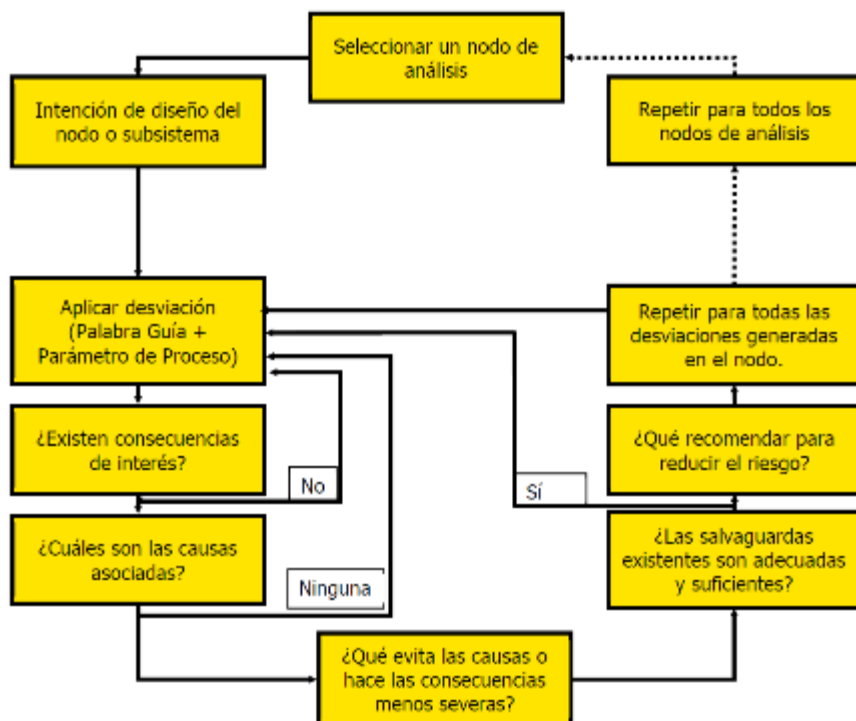 Seleccionar un nodo de
análisis
Intención de diseño del
nodo o subsistema
Repetir para todos los
nodos de análisis
Aplicar desviación
(Palabra Guía +
Parámetro de Proceso)
Repetir para todas las
desviaciones generadas
en el nodo.
¿Existen consecuencias
de interés?
No
¿Qué recomendar para
reducir el riesgo?
Sí
¿Cuáles son las causas
asociadas?
Ninguna
¿Las salvaguardas
existentes son adecuadas
y suficientes?
¿Qué evita las causas o
hace las consecuencias
menos severas?